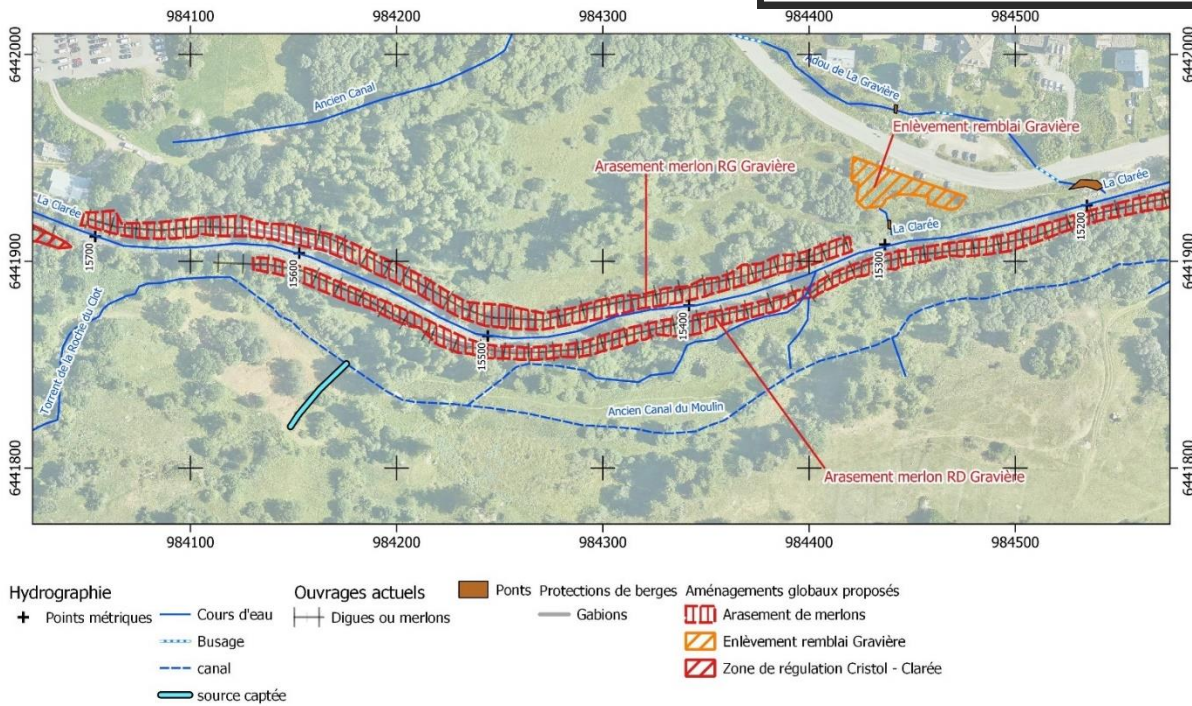 984100 984200 984300 984400 984500
6442000 6442000
Adou de La Gravière
Ancien Canal
Enlèvement remblai Gravière
Arasement merlon RG Gravière
La Clarée
La Clarée
La Clarée
15700
15600
15500
15400
15300
15200
6441900 6441900
Torrent de la Roche du Clot
Ancien Canal du Moulin
Arasement merlon RD Gravière
6441800 6441800
984100 984200 984300 984400 984500
Hydrographie
Points métriques
Cours d'eau
Busage
canal
source captée
Ouvrages actuels
Digues ou merlons
Ponts
Protections de berges
Gabions
Aménagements globaux proposés
Arasement de merlons
Enlèvement remblai Gravière
Zone de régulation Cristol - Clarée